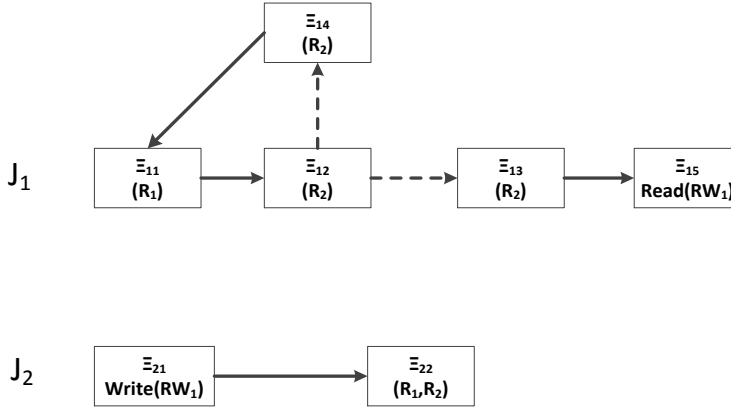 Ξ₁₄
(R₂)
J₁
Ξ₁₁
(R₁)
Ξ₁₂
(R₂)
Ξ₁₃
(R₂)
Ξ₁₅
Read(RW₁)
J₂
Ξ₂₁
Write(RW₁)
Ξ₂₂
(R₁,R₂)